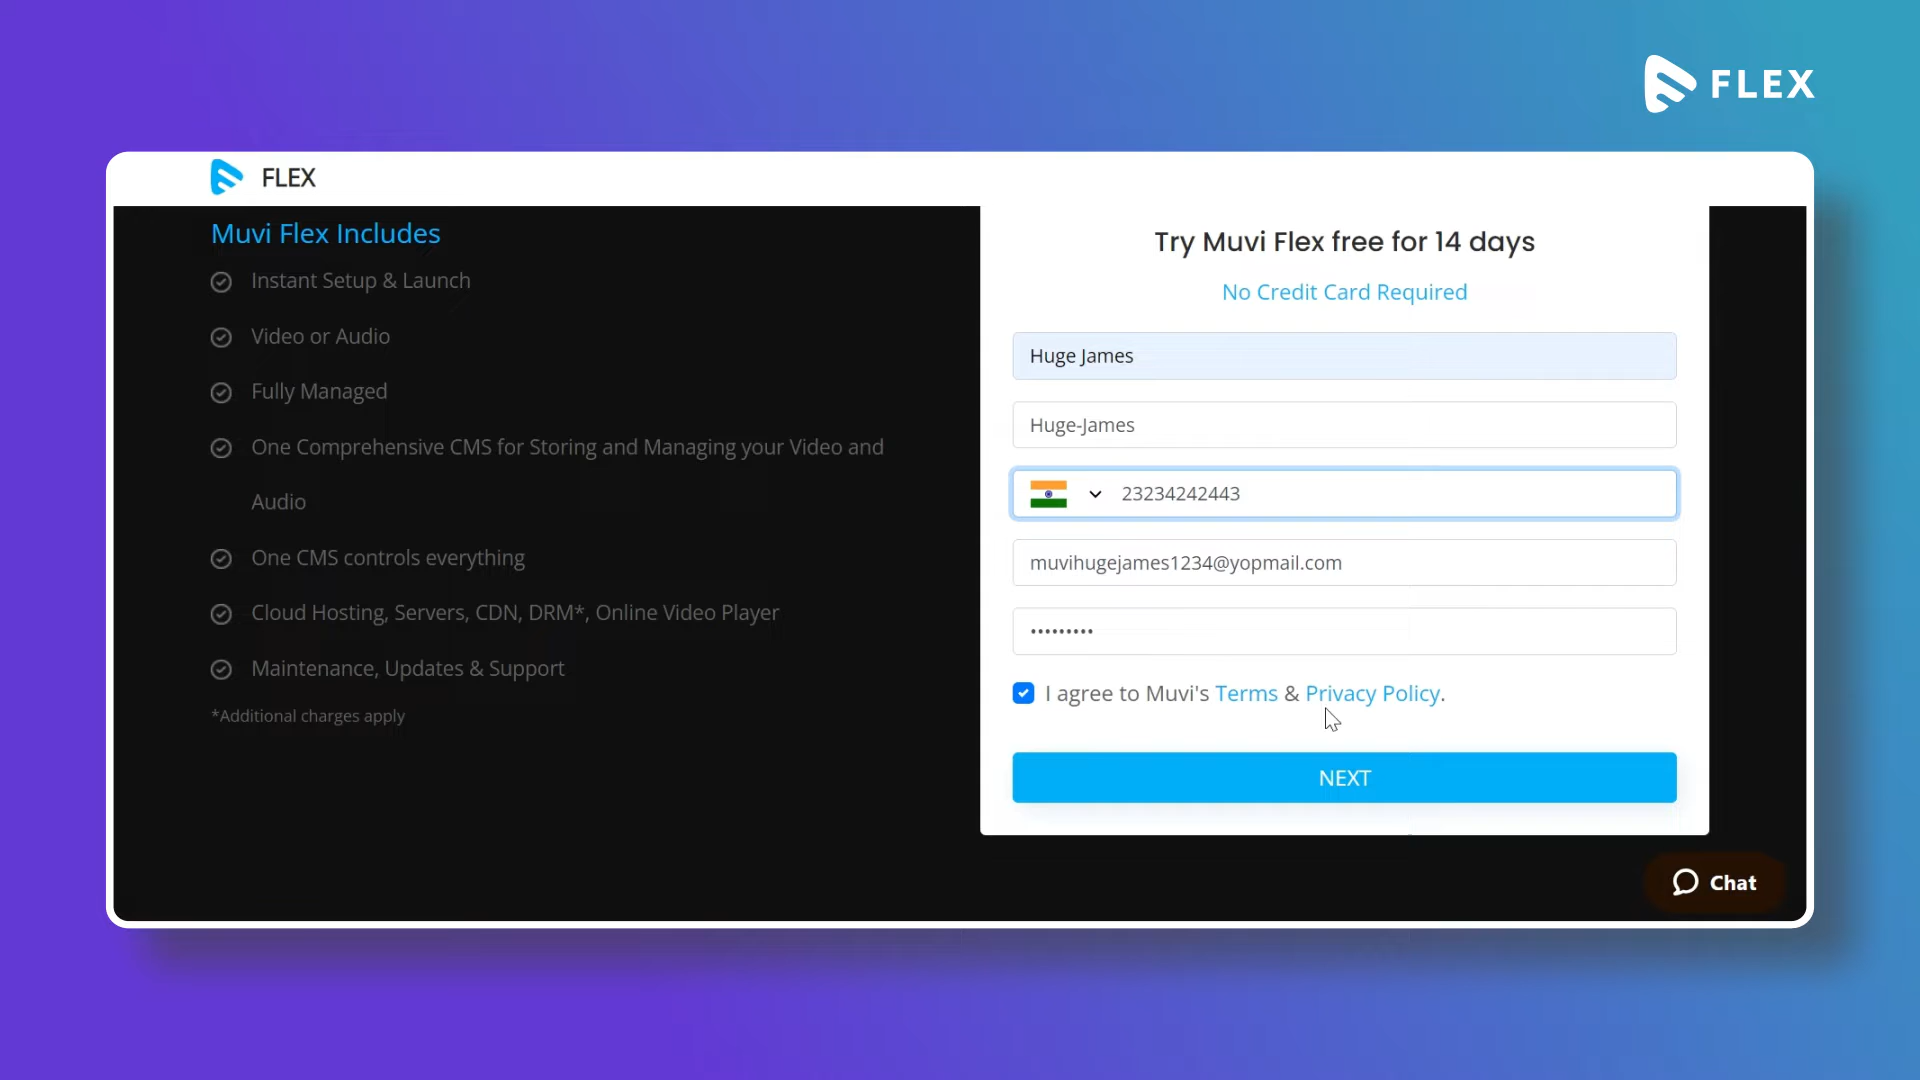 FLEX
FLEX
Muvi Flex Includes
Instant Setup & Launch
Video or Audio
Fully Managed
One Comprehensive CMS for Storing and Managing your Video and
Audio
One CMS controls everything
Cloud Hosting, Servers, CDN, DRM*, Online Video Player
Maintenance, Updates & Support
*Additional charges apply
Try Muvi Flex free for 14 days
No Credit Card Required
Huge James
Huge-James
23234242443
muvihugejames1234@yopmail.com
•••••••••
I agree to Muvi's Terms & Privacy Policy.
NEXT
Chat